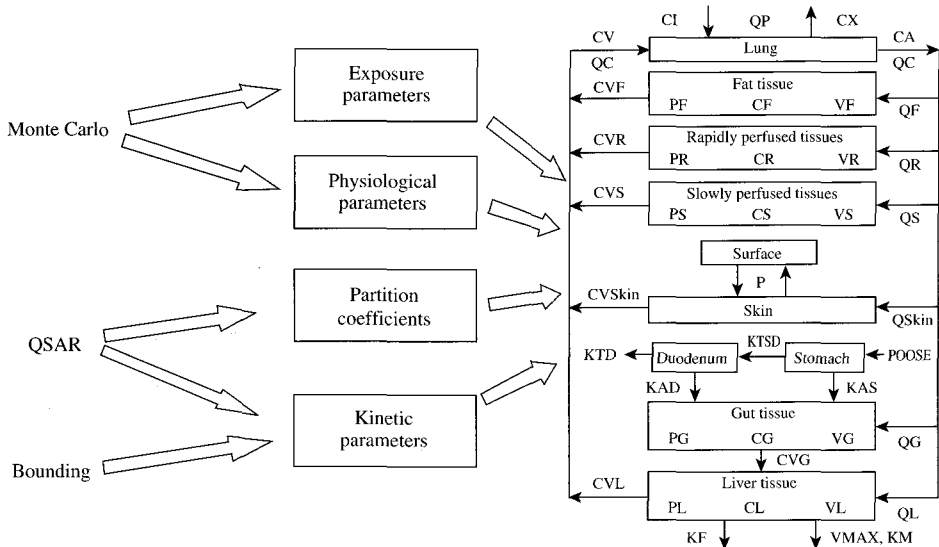 Monte Carlo
QSAR
Bounding
Exposure
parameters
Physiological
parameters
Partition
coefficients
Kinetic
parameters
CI QP CX
CV CA
Lung
QC QC
Fat tissue
CVF
PF CF VF
QF
Rapidly perfused tissues
CVR
PR CR VR
QR
Slowly perfused tissues
CVS
PS CS VS
QS
Surface
P
CVSkin
Skin
QSkin
KTD
Duodenum
KTSD
Stomach
POOSE
KAD KAS
Gut tissue
PG CG VG
QG
CVG
Liver tissue
CVL
PL CL VL
QL
KF VMAX, KM